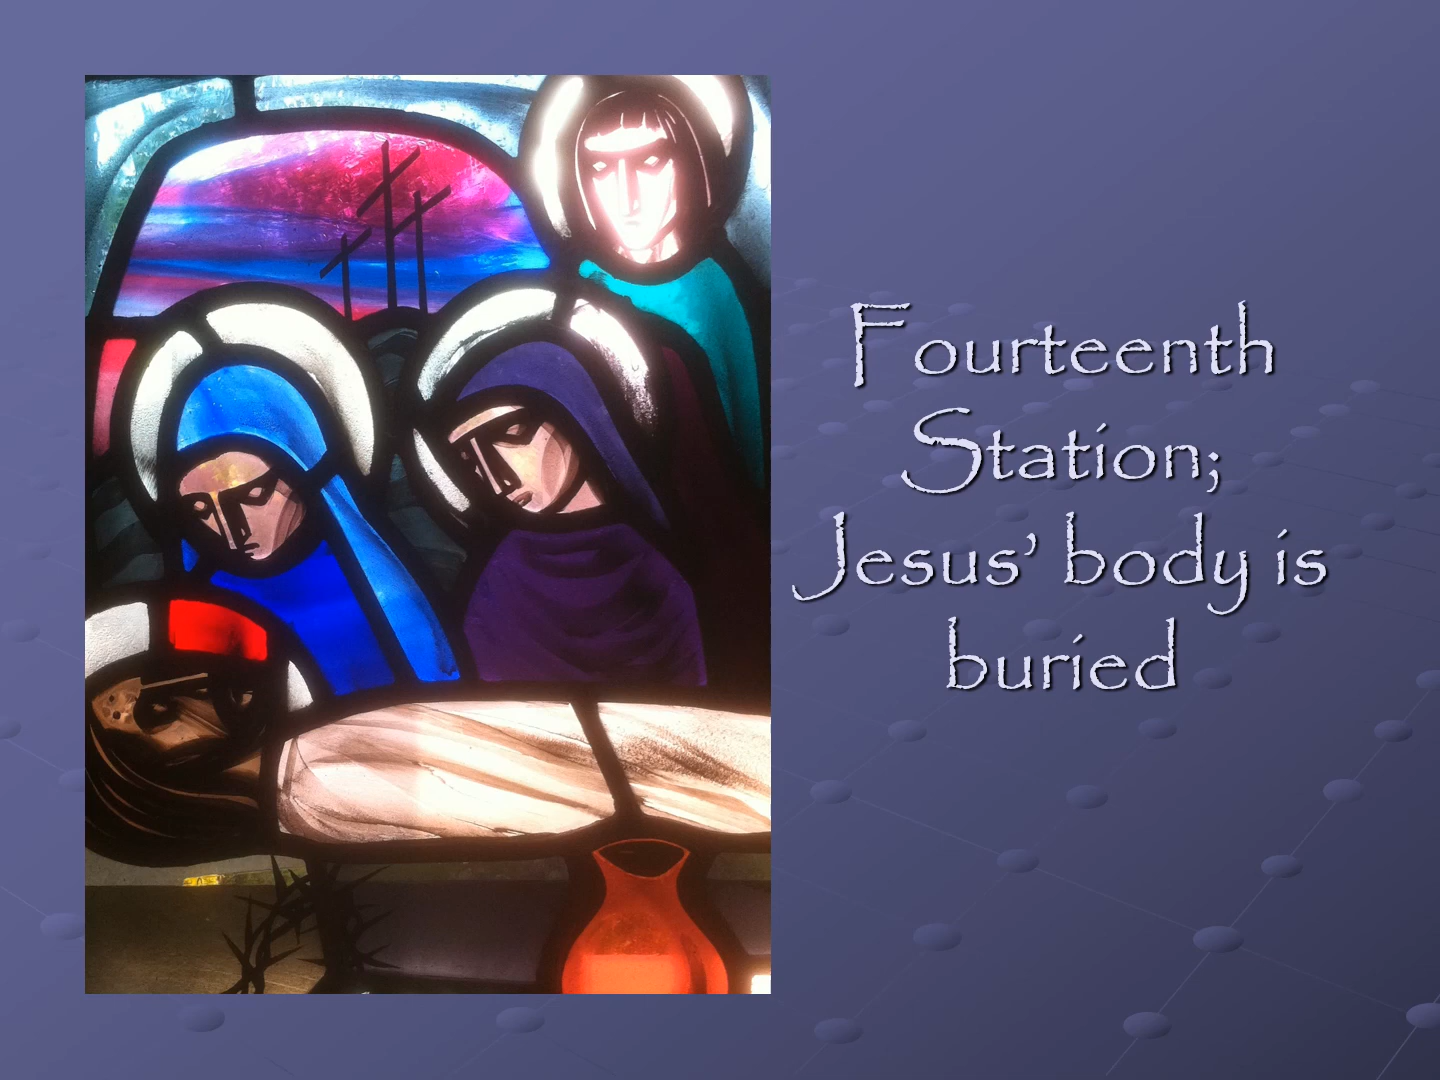 Fourteenth
Station;
Jesus’ body is
buried